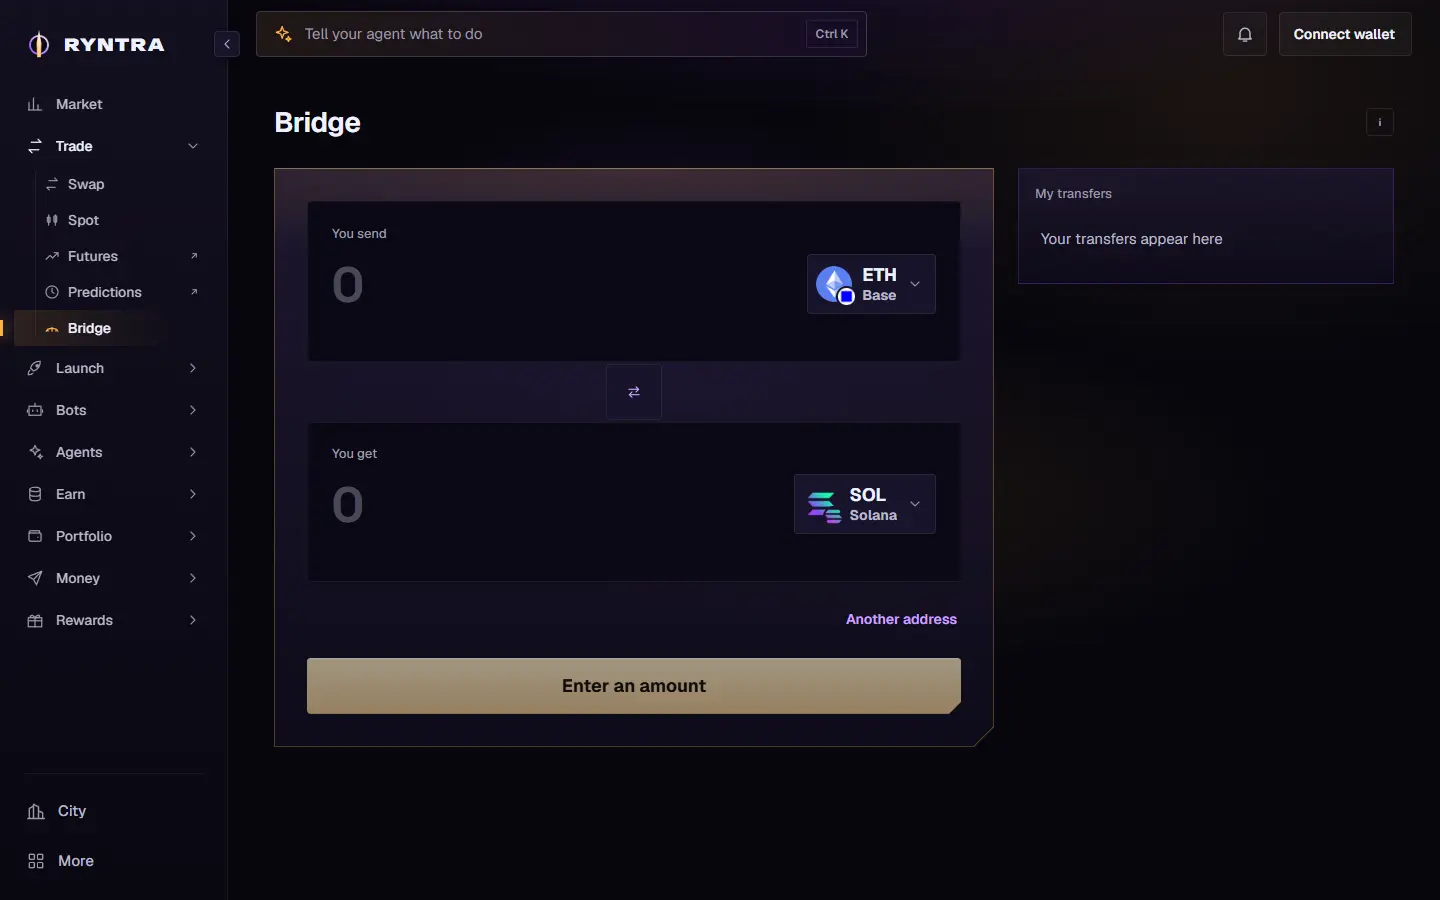 RYNTRA
Tell your agent what to do
Ctrl K
Connect wallet
Market
Trade
Swap
Spot
Futures
Predictions
Bridge
Launch
Bots
Agents
Earn
Portfolio
Money
Rewards
City
More
Bridge
i
You send
0
ETH
Base
You get
0
SOL
Solana
Another address
Enter an amount
My transfers
Your transfers appear here